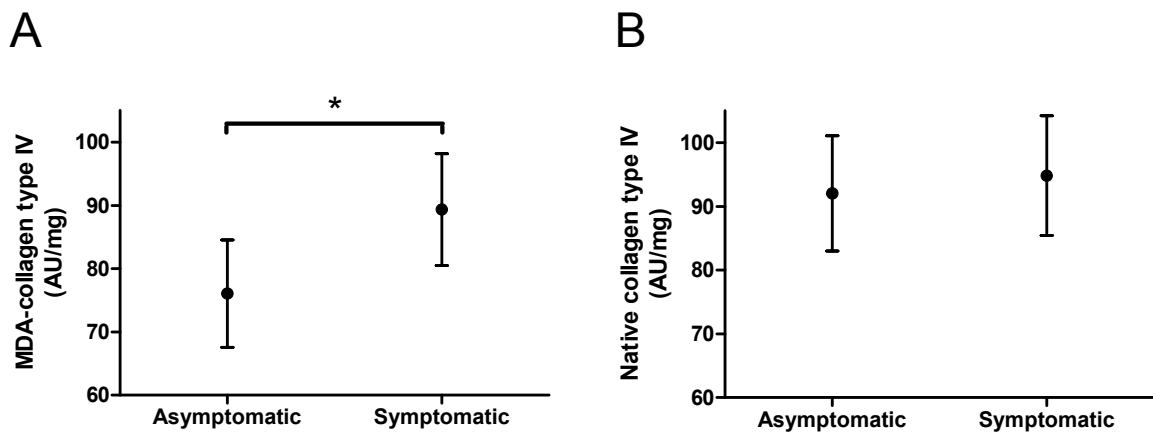 A
*
MDA-collagen type IV
(AU/mg)
100
90
80
70
60
Asymptomatic Symptomatic
B
Native collagen type IV
(AU/mg)
100
90
80
70
60
Asymptomatic Symptomatic